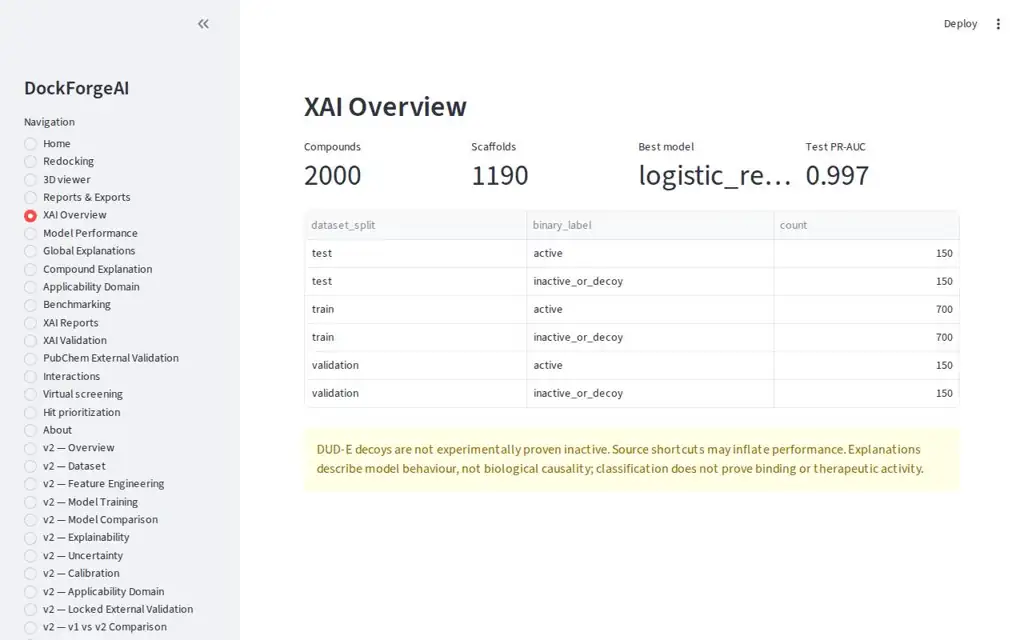 Deploy
DockForgeAI
Navigation
Home
Redocking
3D viewer
Reports & Exports
XAI Overview
Model Performance
Global Explanations
Compound Explanation
Applicability Domain
Benchmarking
XAI Reports
XAI Validation
PubChem External Validation
Interactions
Virtual screening
Hit prioritization
About
v2 — Overview
v2 — Dataset
v2 — Feature Engineering
v2 — Model Training
v2 — Model Comparison
v2 — Explainability
v2 — Uncertainty
v2 — Calibration
v2 — Applicability Domain
v2 — Locked External Validation
v2 — v1 vs v2 Comparison
XAI Overview
Compounds Scaffolds Best model Test PR-AUC
2000 1190 logistic_re... 0.997
dataset_split binary_label count
test active 150
test inactive_or_decoy 150
train active 700
train inactive_or_decoy 700
validation active 150
validation inactive_or_decoy 150
DUD-E decoys are not experimentally proven inactive. Source shortcuts may inflate performance. Explanations
describe model behaviour, not biological causality; classification does not prove binding or therapeutic activity.